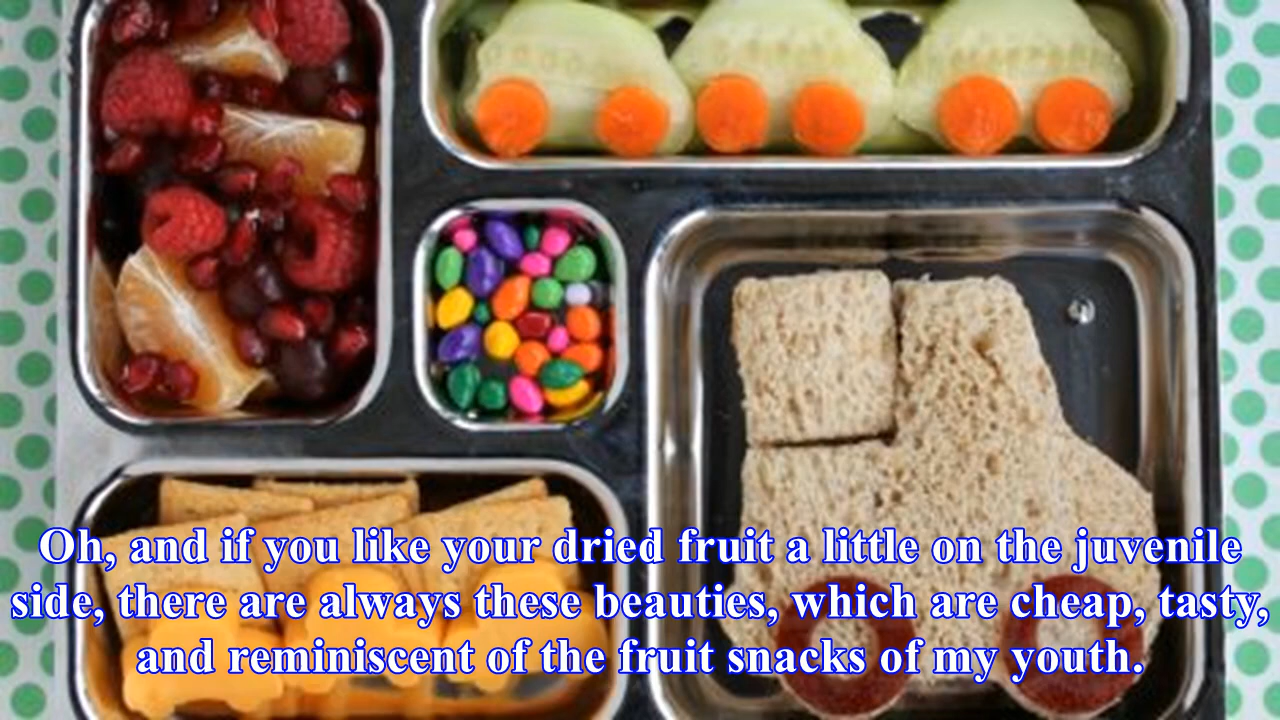 Oh, and if you like your dried fruit a little on the juvenile
side, there are always these beauties, which are cheap, tasty,
and reminiscent of the fruit snacks of my youth.